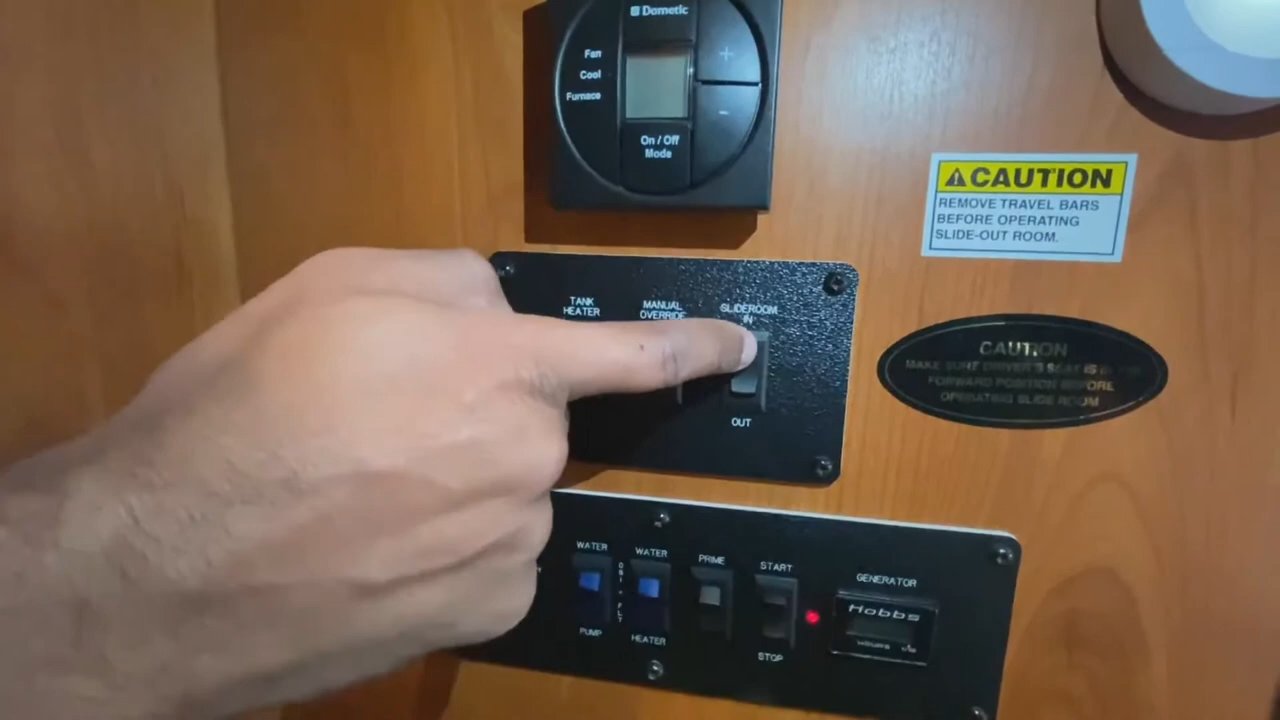 Dometic
Fan
Cool
Furnace
+
-
On / Off
Mode
CAUTION
REMOVE TRAVEL BARS
BEFORE OPERATING
SLIDE-OUT ROOM.
TANK
HEATER
MANUAL
OVERRIDE
SLIDEROOM
IN
OUT
CAUTION
MAKE SURE DRIVER'S SEAT IS IN
FORWARD POSITION BEFORE
OPERATING SLIDE ROOM
WATER
PUMP
WATER
HEATER
PRIME
START
STOP
GENERATOR
Hobbs
HOURS